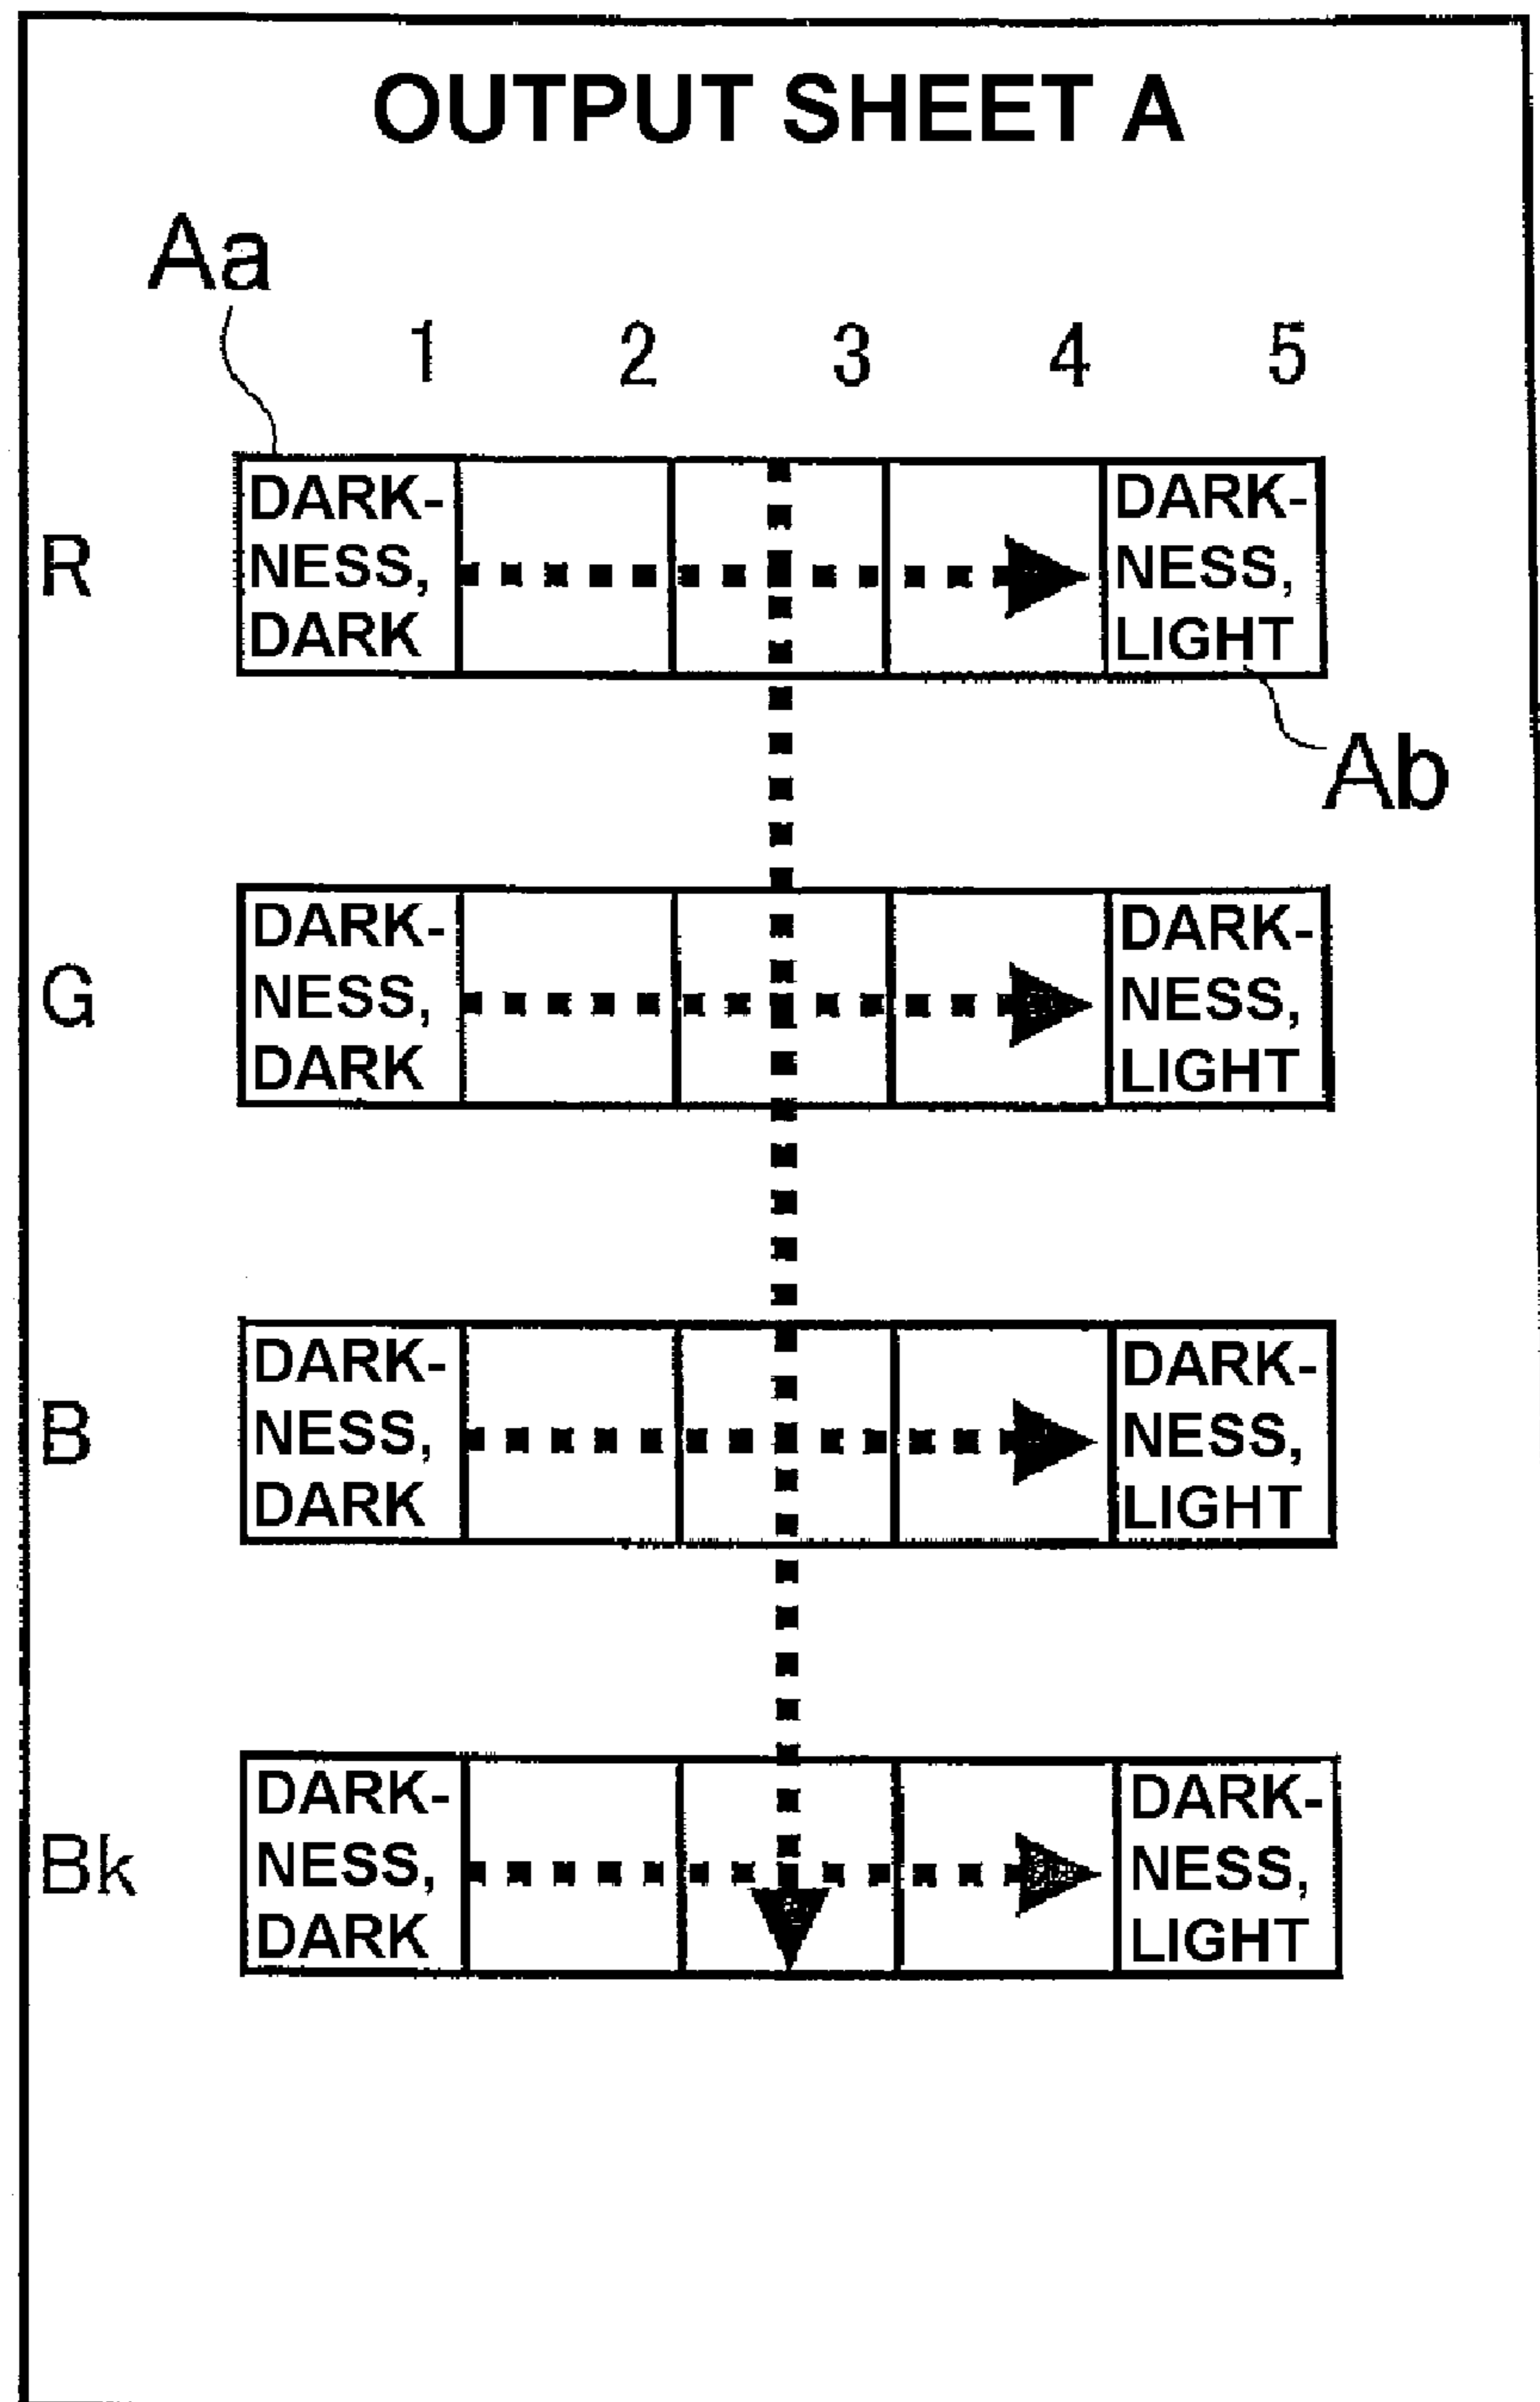 OUTPUT SHEET A
Aa
1 2 3 4 5
R
DARK-
NESS,
DARK
DARK-
NESS,
LIGHT
Ab
G
DARK-
NESS,
DARK
DARK-
NESS,
LIGHT
B
DARK-
NESS,
DARK
DARK-
NESS,
LIGHT
Bk
DARK-
NESS,
DARK
DARK-
NESS,
LIGHT